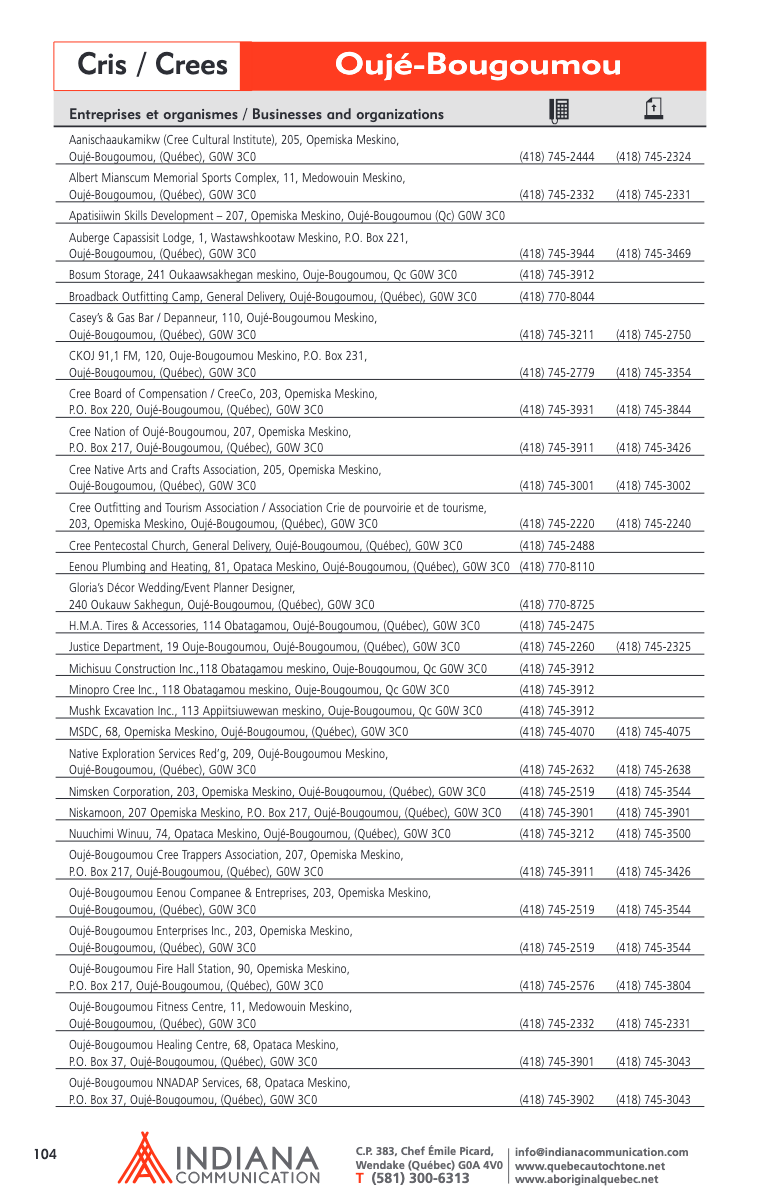 Cris / Crees
Oujé-Bougoumou
Entreprises et organismes / Businesses and organizations
Aanischaaukamikw (Cree Cultural Institute), 205, Opemiska Meskino,
Oujé-Bougoumou, (Québec), G0W 3C0 (418) 745-2444 (418) 745-2324
Albert Mianscum Memorial Sports Complex, 11, Medowouin Meskino,
Oujé-Bougoumou, (Québec), G0W 3C0 (418) 745-2332 (418) 745-2331
Apatisiiwin Skills Development – 207, Opemiska Meskino, Oujé-Bougoumou (Qc) G0W 3C0
Auberge Capassisit Lodge, 1, Wastawshkootaw Meskino, P.O. Box 221,
Oujé-Bougoumou, (Québec), G0W 3C0 (418) 745-3944 (418) 745-3469
Bosum Storage, 241 Oukaawsakhegan meskino, Ouje-Bougoumou, Qc G0W 3C0 (418) 745-3912
Broadback Outfitting Camp, General Delivery, Oujé-Bougoumou, (Québec), G0W 3C0 (418) 770-8044
Casey's & Gas Bar / Depanneur, 110, Oujé-Bougoumou Meskino,
Oujé-Bougoumou, (Québec), G0W 3C0 (418) 745-3211 (418) 745-2750
CKOJ 91,1 FM, 120, Ouje-Bougoumou Meskino, P.O. Box 231,
Oujé-Bougoumou, (Québec), G0W 3C0 (418) 745-2779 (418) 745-3354
Cree Board of Compensation / CreeCo, 203, Opemiska Meskino,
P.O. Box 220, Oujé-Bougoumou, (Québec), G0W 3C0 (418) 745-3931 (418) 745-3844
Cree Nation of Oujé-Bougoumou, 207, Opemiska Meskino,
P.O. Box 217, Oujé-Bougoumou, (Québec), G0W 3C0 (418) 745-3911 (418) 745-3426
Cree Native Arts and Crafts Association, 205, Opemiska Meskino,
Oujé-Bougoumou, (Québec), G0W 3C0 (418) 745-3001 (418) 745-3002
Cree Outfitting and Tourism Association / Association Crie de pourvoirie et de tourisme,
203, Opemiska Meskino, Oujé-Bougoumou, (Québec), G0W 3C0 (418) 745-2220 (418) 745-2240
Cree Pentecostal Church, General Delivery, Oujé-Bougoumou, (Québec), G0W 3C0 (418) 745-2488
Eenou Plumbing and Heating, 81, Opataca Meskino, Oujé-Bougoumou, (Québec), G0W 3C0 (418) 770-8110
Gloria's Décor Wedding/Event Planner Designer,
240 Oukauw Sakhegun, Oujé-Bougoumou, (Québec), G0W 3C0 (418) 770-8725
H.M.A. Tires & Accessories, 114 Obatagamou, Oujé-Bougoumou, (Québec), G0W 3C0 (418) 745-2475
Justice Department, 19 Ouje-Bougoumou, Oujé-Bougoumou, (Québec), G0W 3C0 (418) 745-2260 (418) 745-2325
Michisuu Construction Inc.,118 Obatagamou meskino, Ouje-Bougoumou, Qc G0W 3C0 (418) 745-3912
Minopro Cree Inc., 118 Obatagamou meskino, Ouje-Bougoumou, Qc G0W 3C0 (418) 745-3912
Mushk Excavation Inc., 113 Appiitsiuwewan meskino, Ouje-Bougoumou, Qc G0W 3C0 (418) 745-3912
MSDC, 68, Opemiska Meskino, Oujé-Bougoumou, (Québec), G0W 3C0 (418) 745-4070 (418) 745-4075
Native Exploration Services Red'g, 209, Oujé-Bougoumou Meskino,
Oujé-Bougoumou, (Québec), G0W 3C0 (418) 745-2632 (418) 745-2638
Nimsken Corporation, 203, Opemiska Meskino, Oujé-Bougoumou, (Québec), G0W 3C0 (418) 745-2519 (418) 745-3544
Niskamoon, 207 Opemiska Meskino, P.O. Box 217, Oujé-Bougoumou, (Québec), G0W 3C0 (418) 745-3901 (418) 745-3901
Nuuchimi Winuu, 74, Opataca Meskino, Oujé-Bougoumou, (Québec), G0W 3C0 (418) 745-3212 (418) 745-3500
Oujé-Bougoumou Cree Trappers Association, 207, Opemiska Meskino,
P.O. Box 217, Oujé-Bougoumou, (Québec), G0W 3C0 (418) 745-3911 (418) 745-3426
Oujé-Bougoumou Eenou Companee & Entreprises, 203, Opemiska Meskino,
Oujé-Bougoumou, (Québec), G0W 3C0 (418) 745-2519 (418) 745-3544
Oujé-Bougoumou Enterprises Inc., 203, Opemiska Meskino,
Oujé-Bougoumou, (Québec), G0W 3C0 (418) 745-2519 (418) 745-3544
Oujé-Bougoumou Fire Hall Station, 90, Opemiska Meskino,
P.O. Box 217, Oujé-Bougoumou, (Québec), G0W 3C0 (418) 745-2576 (418) 745-3804
Oujé-Bougoumou Fitness Centre, 11, Medowouin Meskino,
Oujé-Bougoumou, (Québec), G0W 3C0 (418) 745-2332 (418) 745-2331
Oujé-Bougoumou Healing Centre, 68, Opataca Meskino,
P.O. Box 37, Oujé-Bougoumou, (Québec), G0W 3C0 (418) 745-3901 (418) 745-3043
Oujé-Bougoumou NNADAP Services, 68, Opataca Meskino,
P.O. Box 37, Oujé-Bougoumou, (Québec), G0W 3C0 (418) 745-3902 (418) 745-3043
104
INDIANA
COMMUNICATION
C.P. 383, Chef Émile Picard,
Wendake (Québec) G0A 4V0
T (581) 300-6313
info@indianacommunication.com
www.quebecautochtone.net
www.aboriginalquebec.net